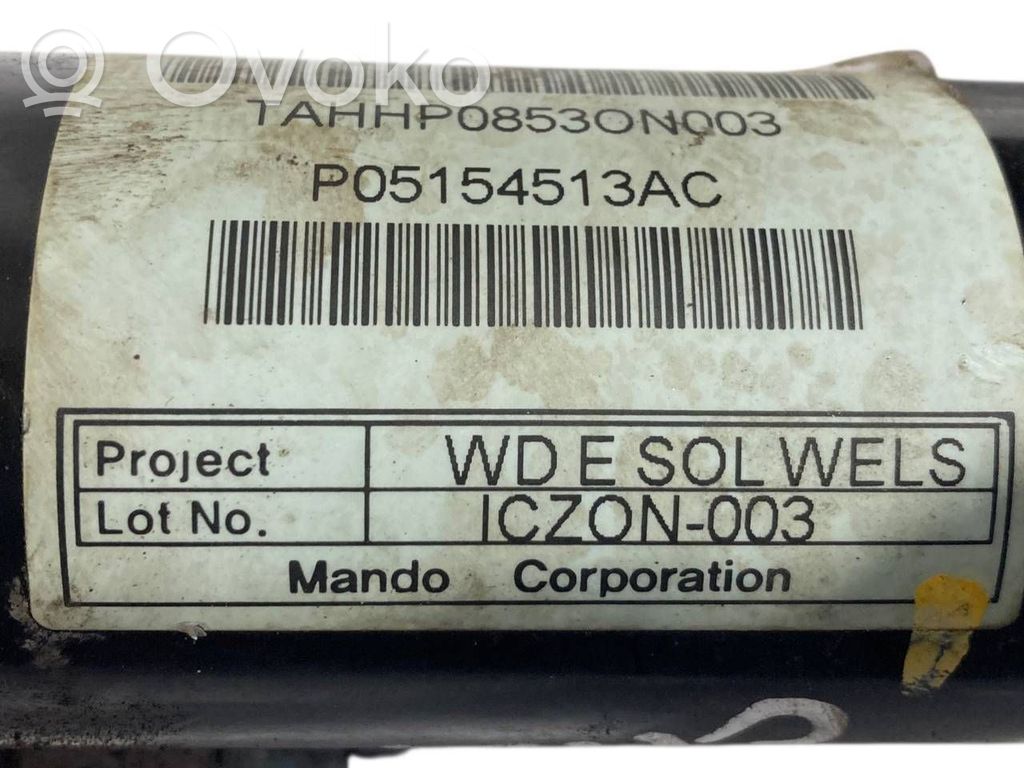 Ovoko
TAHHP0853ON003
P05154513AC
Project WD E SOL WELS
Lot No. ICZON-003
Mando Corporation